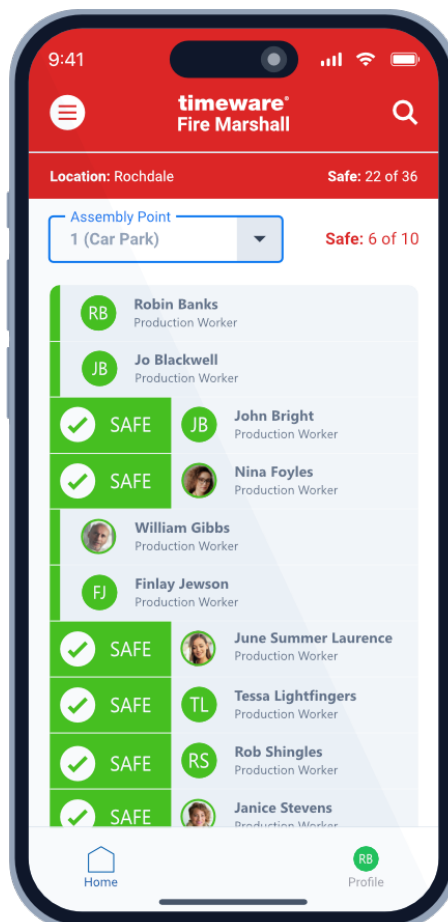 9:41
timeware®
Fire Marshall
Location: Rochdale Safe: 22 of 36
Assembly Point
1 (Car Park)
Safe: 6 of 10
RB Robin Banks
Production Worker
JB Jo Blackwell
Production Worker
SAFE JB John Bright
Production Worker
SAFE Nina Foyles
Production Worker
William Gibbs
Production Worker
FJ Finlay Jewson
Production Worker
SAFE June Summer Laurence
Production Worker
SAFE TL Tessa Lightfingers
Production Worker
SAFE RS Rob Shingles
Production Worker
SAFE Janice Stevens
Production Worker
Home
RB
Profile